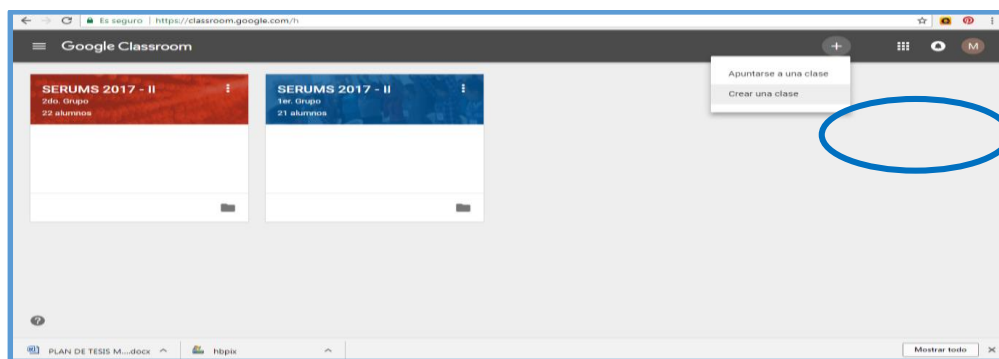 Es seguro | https://classroom.google.com/h
Google Classroom
M
Apuntarse a una clase
Crear una clase
SERUMS 2017 - II
2do. Grupo
22 alumnos
SERUMS 2017 - II
1er. Grupo
21 alumnos
PLAN DE TESIS M....docx
hbpix
Mostrar todo